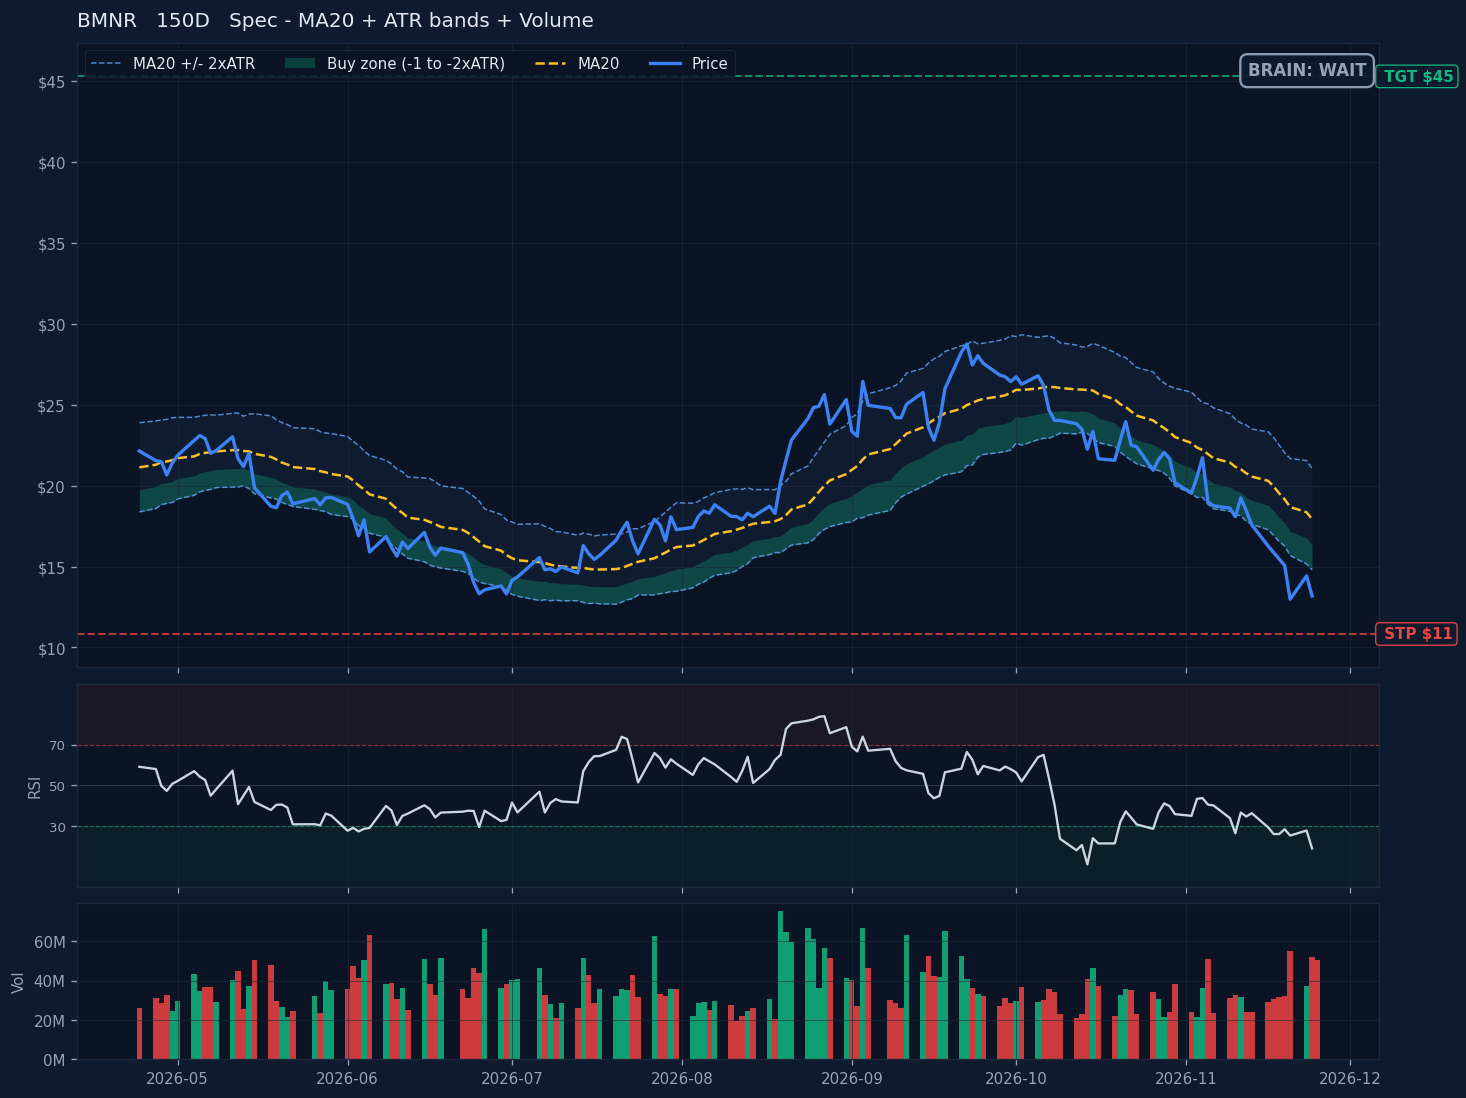 BMNR 150D Spec - MA20 + ATR bands + Volume
MA20 +/- 2xATR
Buy zone (-1 to -2xATR)
MA20
Price
BRAIN: WAIT
TGT $45
$45
$40
$35
$30
$25
$20
$15
$10
STP $11
RSI
70
50
30
Vol
60M
40M
20M
0M
2026-05
2026-06
2026-07
2026-08
2026-09
2026-10
2026-11
2026-12